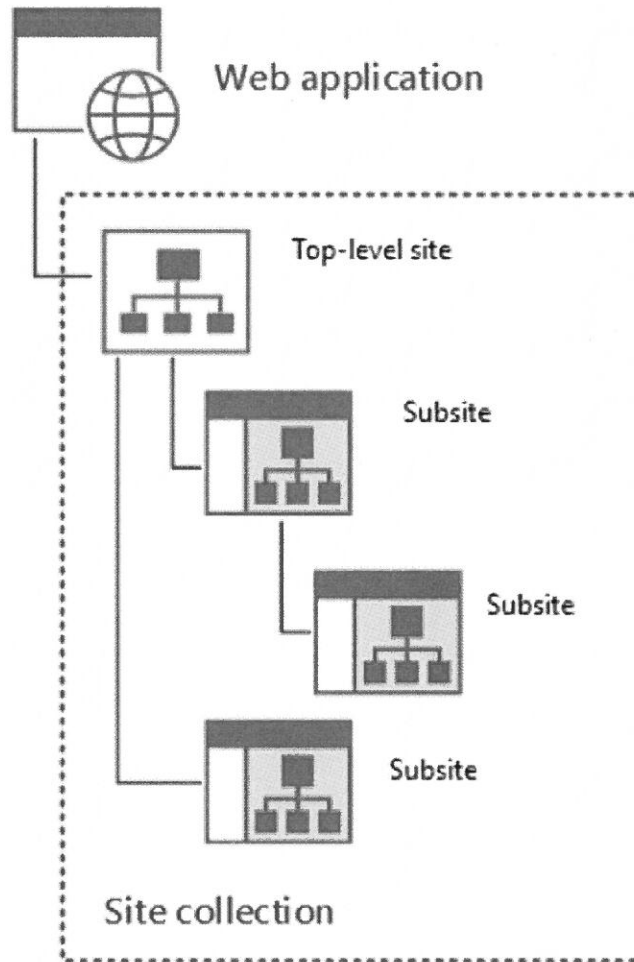 Web application
Top-level site
Subsite
Subsite
Subsite
Site collection